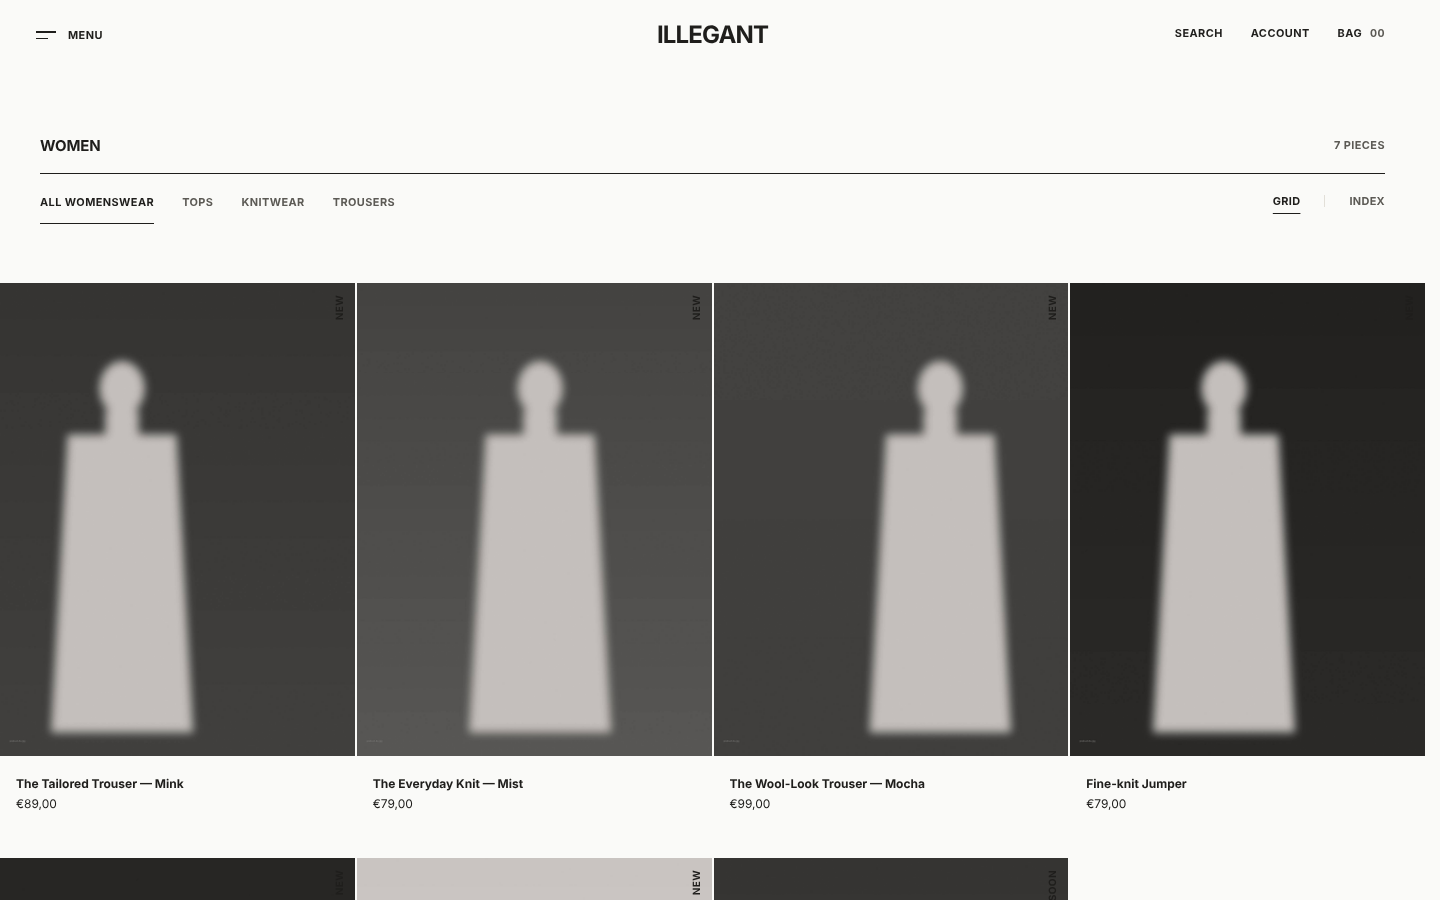 MENU
ILLEGANT
SEARCH ACCOUNT BAG 00
WOMEN
7 PIECES
ALL WOMENSWEAR TOPS KNITWEAR TROUSERS
GRID INDEX
NEW
NEW
NEW
The Tailored Trouser — Mink
€89,00
The Everyday Knit — Mist
€79,00
The Wool-Look Trouser — Mocha
€99,00
Fine-knit Jumper
€79,00
NEW
NEW
SOON